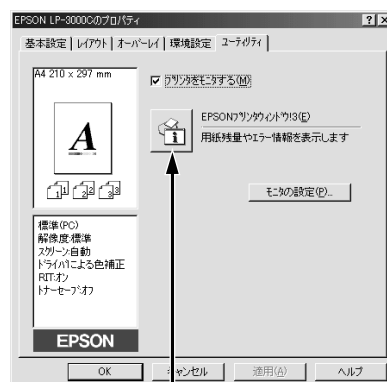 EPSON LP-3000Cのプロパティ
基本設定 レイアウト オーバーレイ 環境設定 ユーティリティ
A4 210 x 297 mm
プリンタをモニタする(M)
EPSONプリンタウィンドウ!3(E)
用紙残量やエラー情報を表示します
モニタの設定(P)...
標準(PC)
解像度:標準
スクリーン:自動
ドライバによる色補正
RIT:オン
トナーセーブ:オフ
EPSON
OK キャンセル 適用(A) ヘルプ